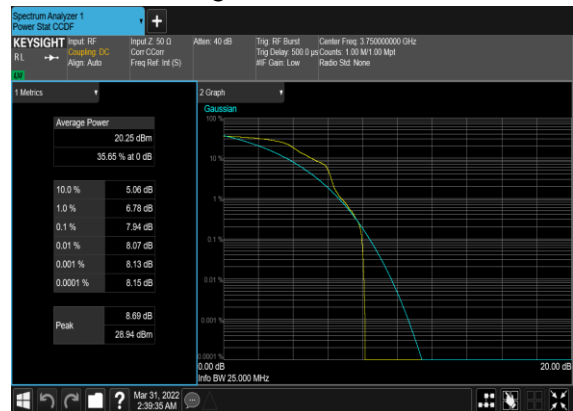 Spectrum Analyzer 1
Power Stat CCDF
KEYSIGHT
RL
Input: RF
Coupling: DC
Align: Auto
Input Z: 50 Ω
Corr CCorr
Freq Ref: Int (S)
Atten: 40 dB
Trig: RF Burst
Trig Delay: 500.0 µs
#IF Gain: Low
Center Freq: 3.750000000 GHz
Counts: 1.00 M/1.00 Mpt
Radio Std: None
1 Metrics
Average Power
20.25 dBm
35.65 % at 0 dB
10.0 % 5.06 dB
1.0 % 6.78 dB
0.1 % 7.94 dB
0.01 % 8.07 dB
0.001 % 8.13 dB
0.0001 % 8.15 dB
Peak
8.69 dB
28.94 dBm
2 Graph
Gaussian
100 %
10 %
1 %
0.1 %
0.01 %
0.001 %
0.0001 %
0.00 dB 20.00 dB
Info BW 25.000 MHz
? Mar 31, 2022
2:39:35 AM